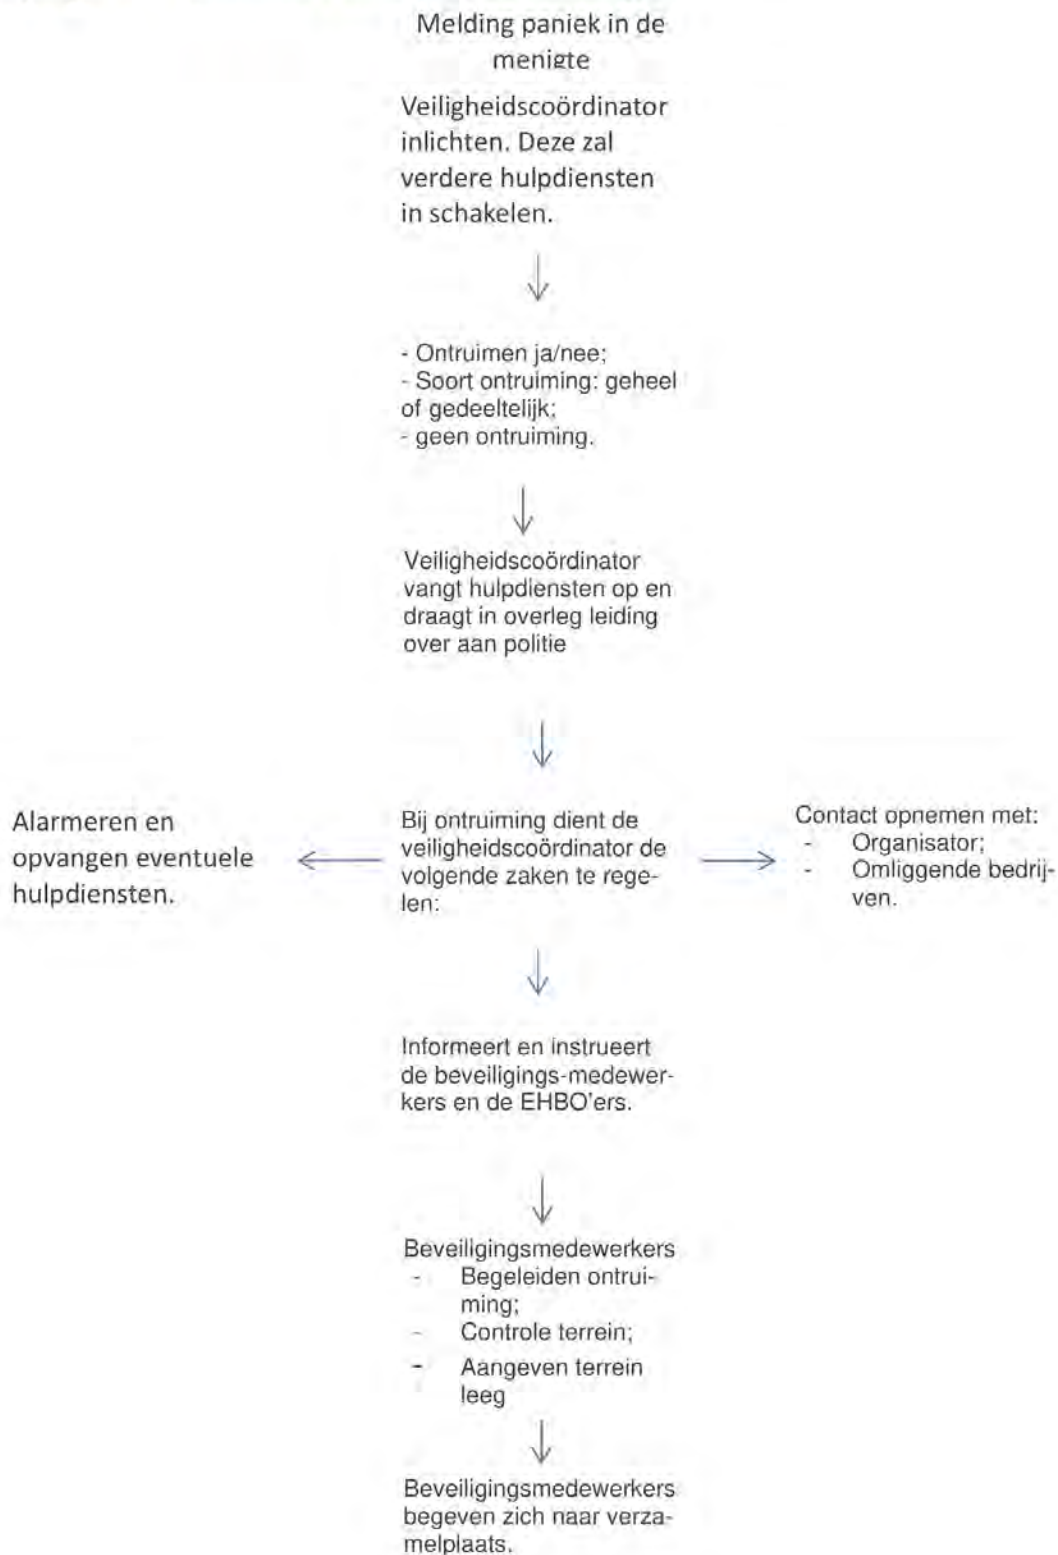 Melding paniek in de
menigte
Veiligheidscoördinator
inlichten. Deze zal
verdere hulpdiensten
in schakelen.
- Ontruimen ja/nee;
- Soort ontruiming: geheel
of gedeeltelijk;
- geen ontruiming.
Veiligheidscoördinator
vangt hulpdiensten op en
draagt in overleg leiding
over aan politie
Alarmeren en
opvangen eventuele
hulpdiensten.
Bij ontruiming dient de
veiligheidscoördinator de
volgende zaken te rege-
len:
Contact opnemen met:
- Organisator;
- Omliggende bedrij-
ven.
Informeert en instrueert
de beveiligings-medewer-
kers en de EHBO'ers.
Beveiligingsmedewerkers
- Begeleiden ontrui-
ming;
- Controle terrein;
- Aangeven terrein
leeg
Beveiligingsmedewerkers
begeven zich naar verza-
melplaats.